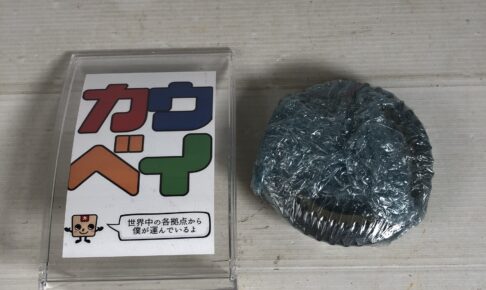 カウ
ベイ
世界中の各拠点から
僕が運んでいるよ